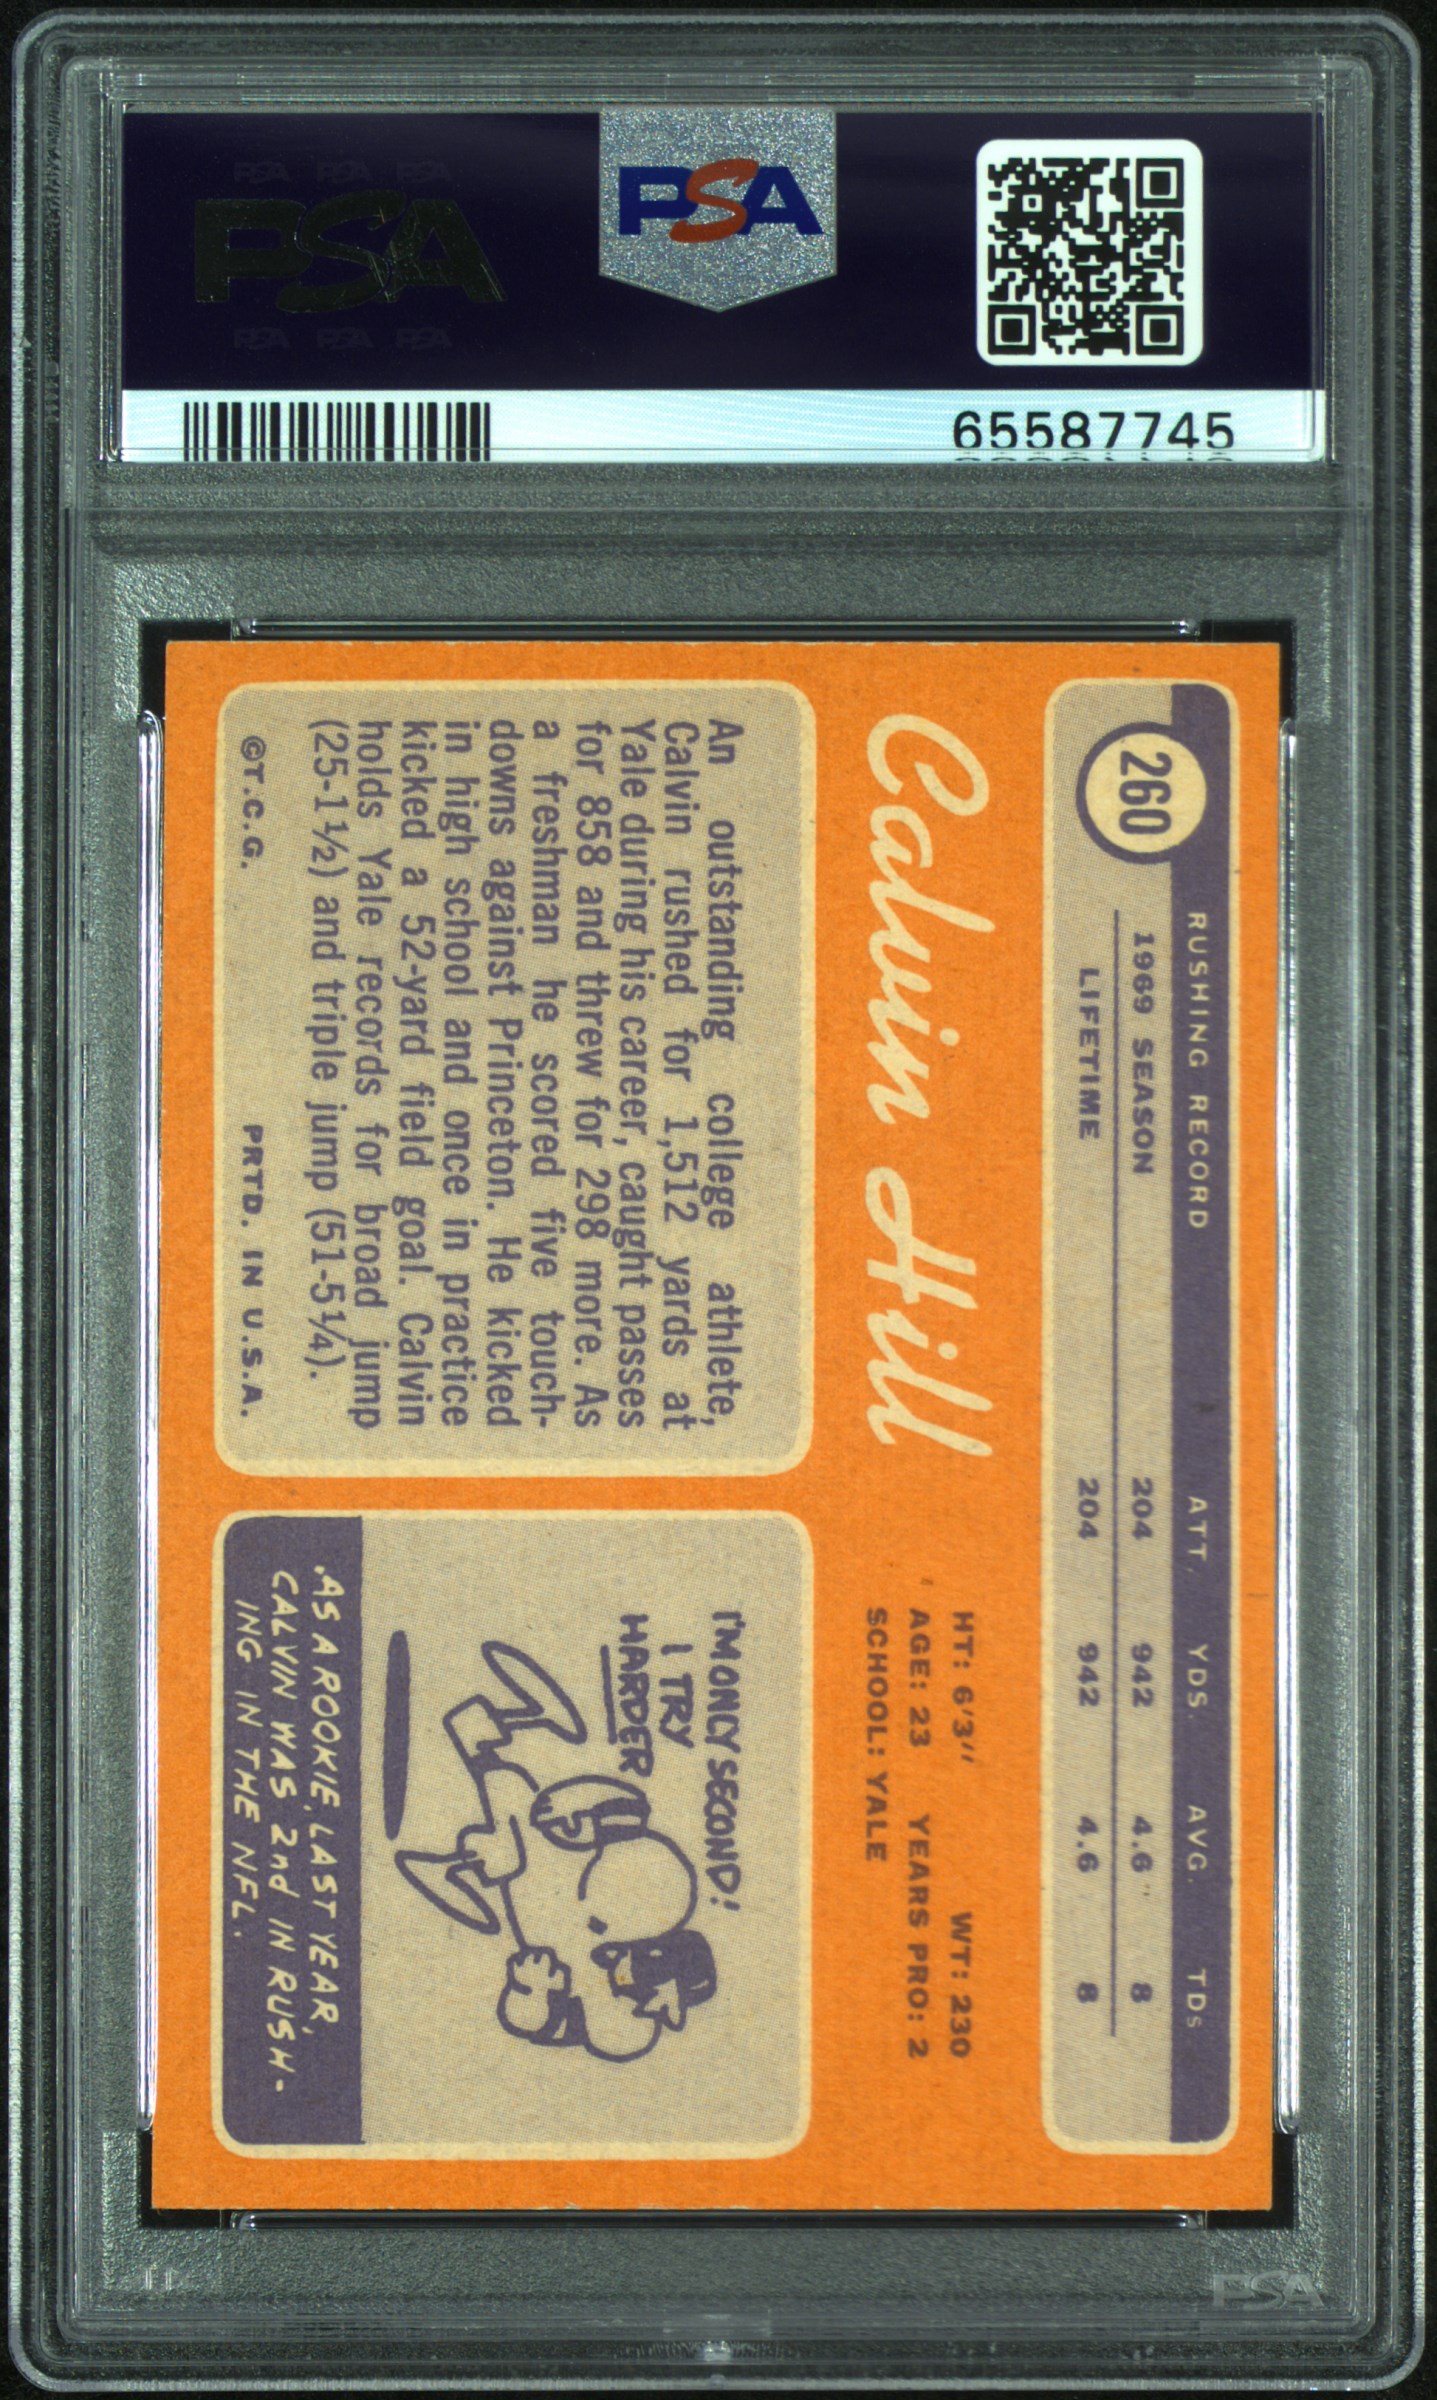 PSA PSA PSA
PSA
PSA PSA PSA
PSA
65587745
260
RUSHING RECORD ATT. YDS. AVG. TDs.
1969 SEASON 204 942 4.6 8
LIFETIME 204 942 4.6 8
Calvin Hill
HT: 6'3" WT: 230
AGE: 23 YEARS PRO: 2
SCHOOL: YALE
An outstanding college athlete,
Calvin rushed for 1,512 yards at
Yale during his career, caught passes
for 858 and threw for 298 more. As
a freshman he scored five touch-
downs against Princeton. He kicked
in high school and once in practice
kicked a 52-yard field goal. Calvin
holds Yale records for broad jump
(25-1½) and triple jump (51-5¼).
©T.C.G. PRTD. IN U.S.A.
I'M ONLY SECOND!
I TRY
HARDER
AS A ROOKIE, LAST YEAR,
CALVIN WAS 2nd IN RUSH-
ING IN THE NFL.
PSA